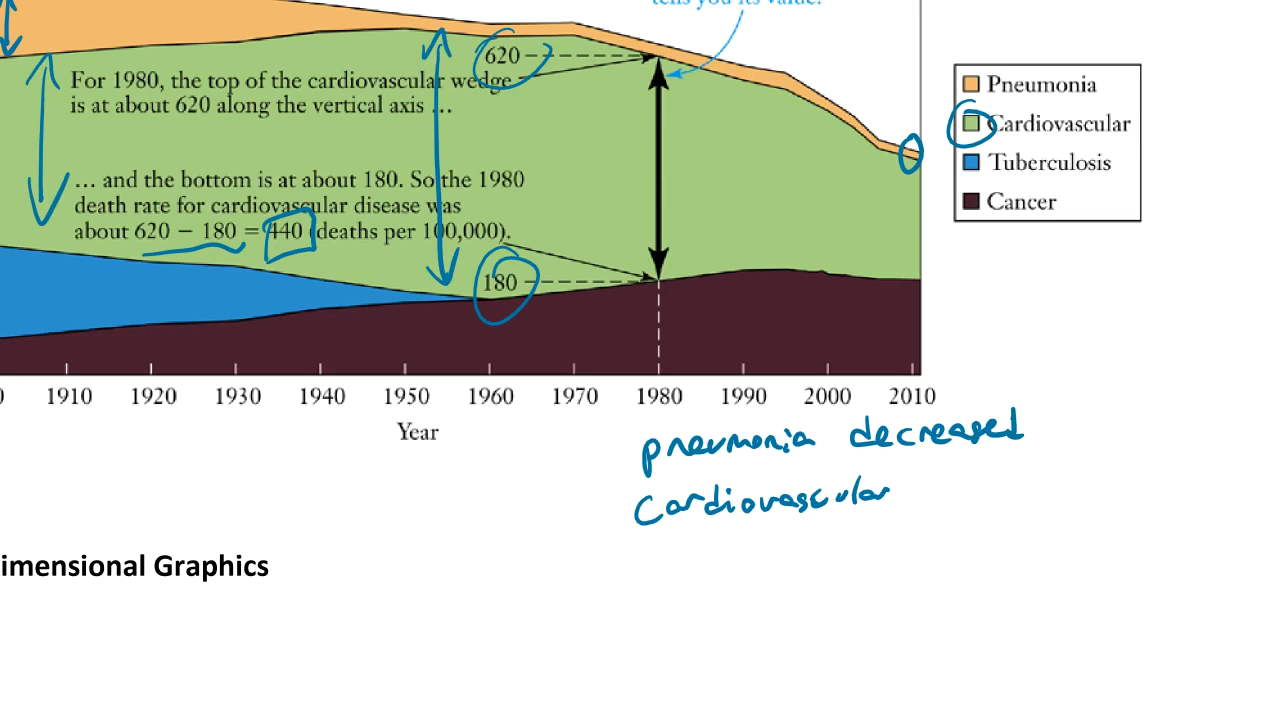 tells you its value.
620
For 1980, the top of the cardiovascular wedge
is at about 620 along the vertical axis ...
... and the bottom is at about 180. So the 1980
death rate for cardiovascular disease was
about 620 − 180 = 440 (deaths per 100,000).
180
Pneumonia
Cardiovascular
Tuberculosis
Cancer
0 1910 1920 1930 1940 1950 1960 1970 1980 1990 2000 2010
Year
pneumonia decreased
Cardiovascular
imensional Graphics